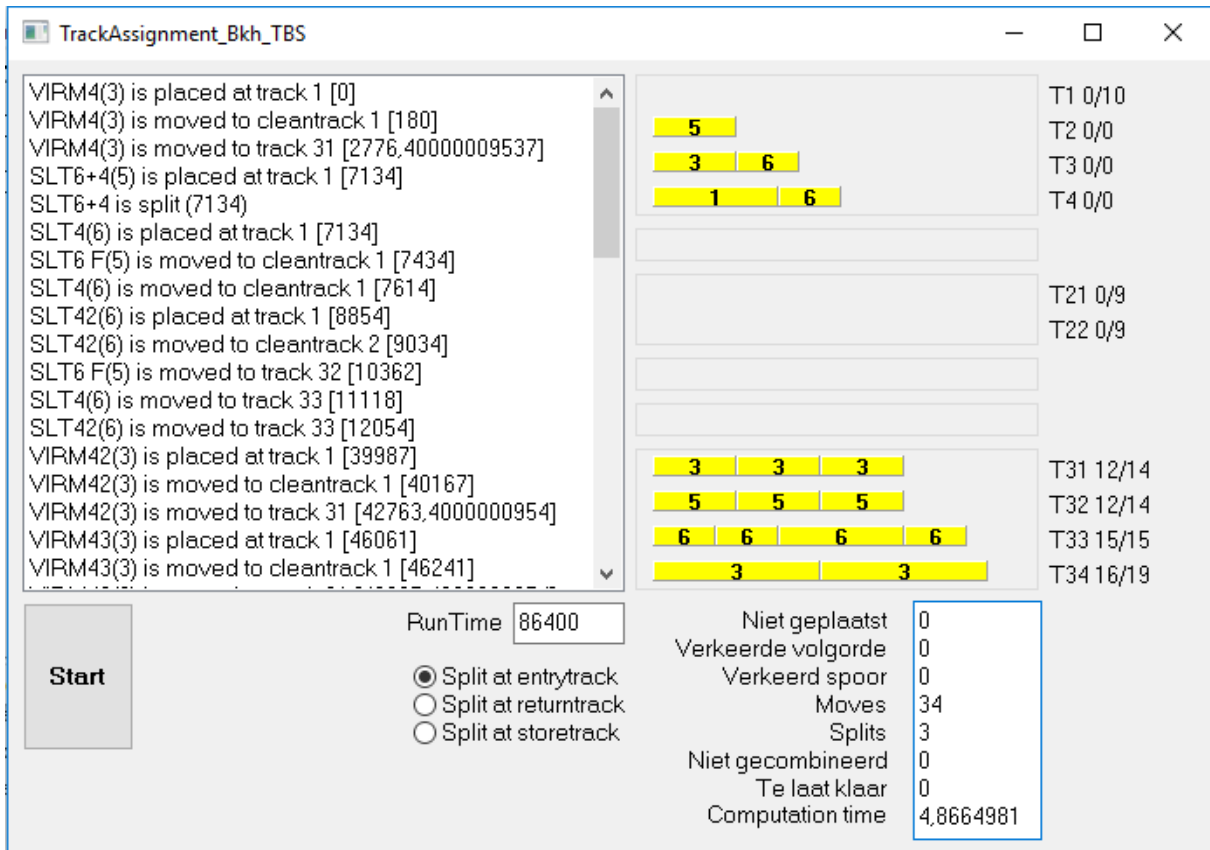 TrackAssignment_Bkh_TBS
VIRM4(3) is placed at track 1 [0]
VIRM4(3) is moved to cleantrack 1 [180]
VIRM4(3) is moved to track 31 [2776,40000009537]
SLT6+4(5) is placed at track 1 [7134]
SLT6+4 is split (7134)
SLT4(6) is placed at track 1 [7134]
SLT6 F(5) is moved to cleantrack 1 [7434]
SLT4(6) is moved to cleantrack 1 [7614]
SLT42(6) is placed at track 1 [8854]
SLT42(6) is moved to cleantrack 2 [9034]
SLT6 F(5) is moved to track 32 [10362]
SLT4(6) is moved to track 33 [11118]
SLT42(6) is moved to track 33 [12054]
VIRM42(3) is placed at track 1 [39987]
VIRM42(3) is moved to cleantrack 1 [40167]
VIRM42(3) is moved to track 31 [42763,4000000954]
VIRM43(3) is placed at track 1 [46061]
VIRM43(3) is moved to cleantrack 1 [46241]
T1 0/10
5 T2 0/0
3 6 T3 0/0
1 6 T4 0/0
T21 0/9
T22 0/9
3 3 3 T31 12/14
5 5 5 T32 12/14
6 6 6 6 T33 15/15
3 3 T34 16/19
Start
RunTime 86400
Split at entrytrack
Split at returntrack
Split at storetrack
Niet geplaatst 0
Verkeerde volgorde 0
Verkeerd spoor 0
Moves 34
Splits 3
Niet gecombineerd 0
Te laat klaar 0
Computation time 4,8664981